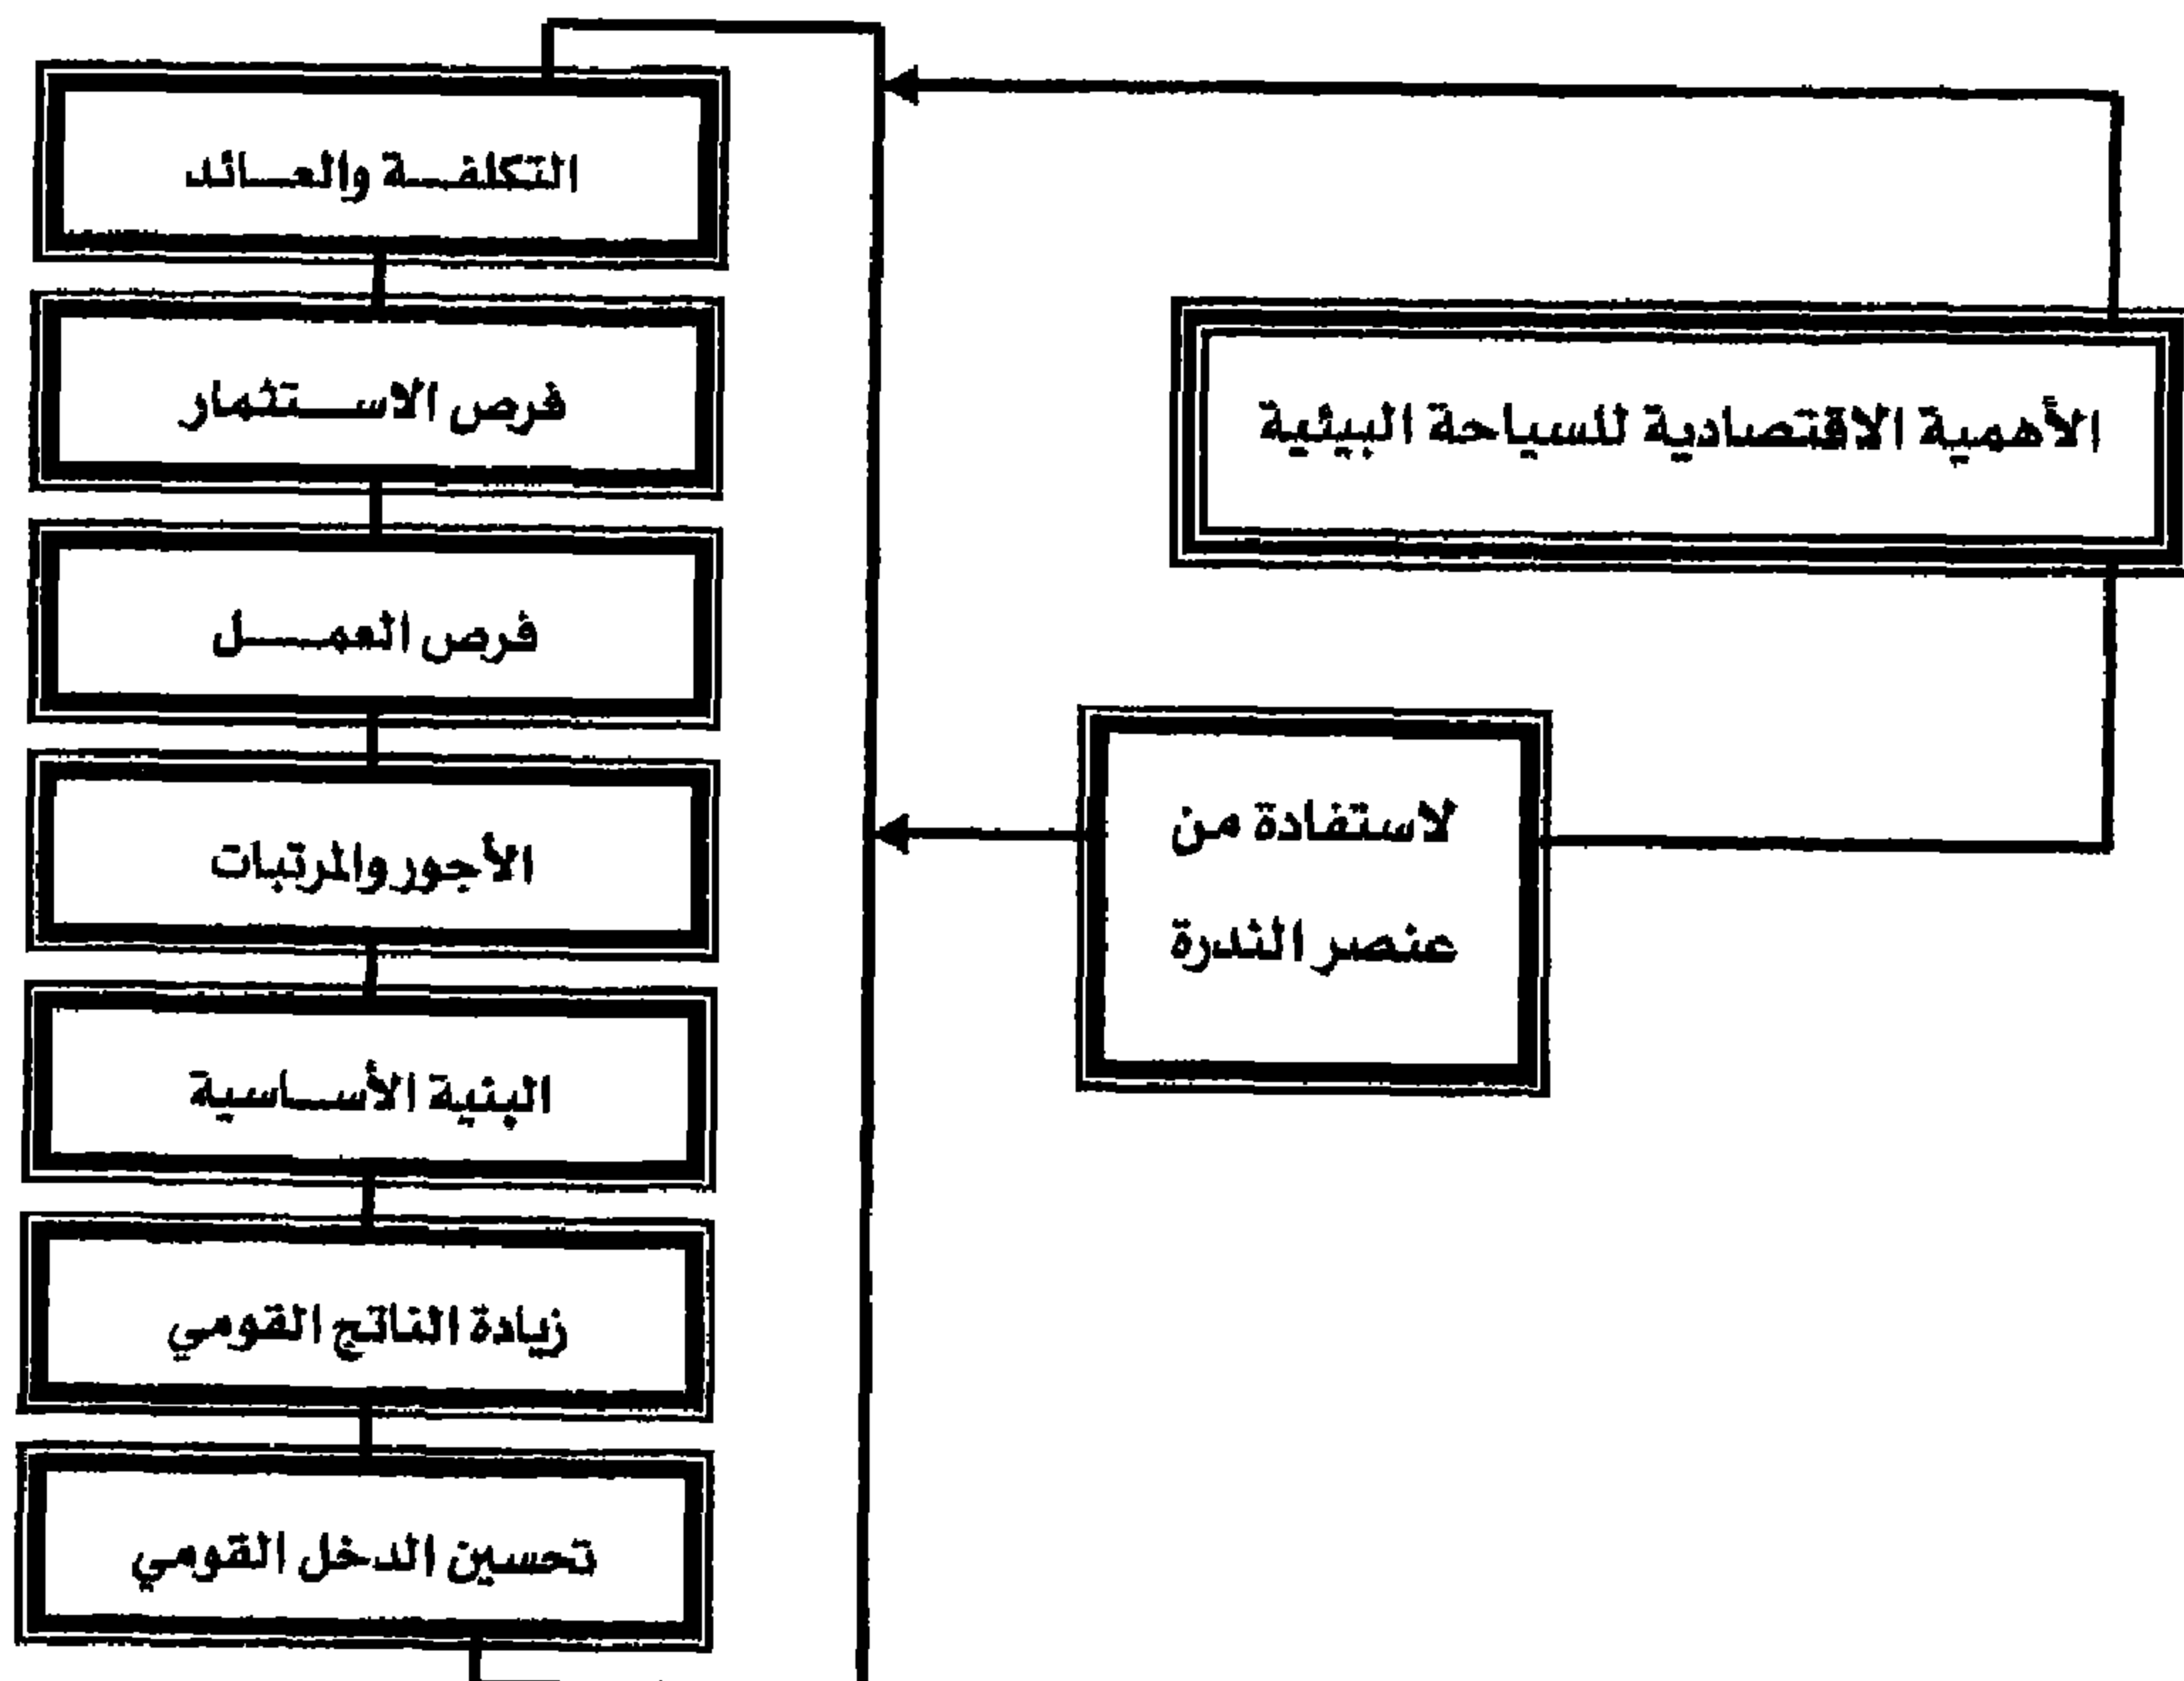 الأهمية الاقتصادية للسياحة البيئية
لاستفادة من
عنصر الندرة
التكلفة والعائد
فرص الاستثمار
فرص العمل
الأجور والمرتبات
البنية الأساسية
زيادة الناتج القومي
تحسين الدخل القومي